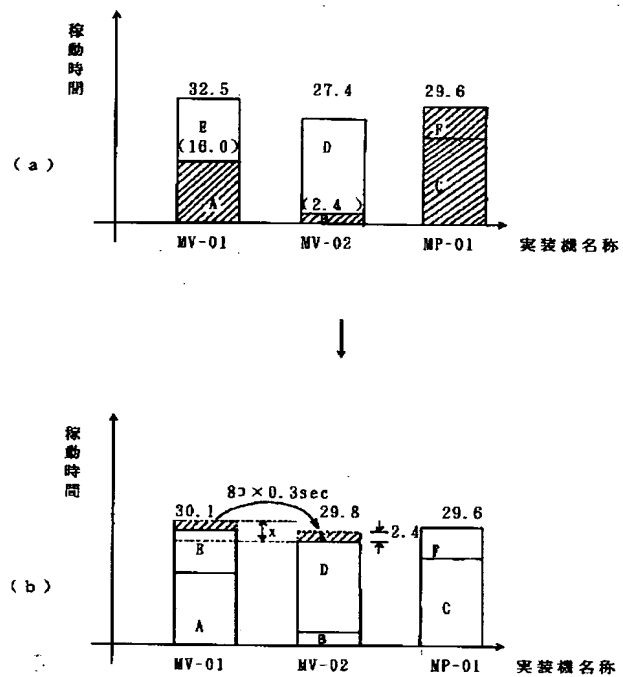 稼動時間
32.5
27.4
29.6
E
(16.0)
D
F
(a)
(2.4)
A
B
C
MV-01
MV-02
MP-01
実装機名称
稼動時間
8コ×0.3sec
30.1
29.8
29.6
x
2.4
E
D
F
(b)
A
B
C
MV-01
MV-02
MP-01
実装機名称